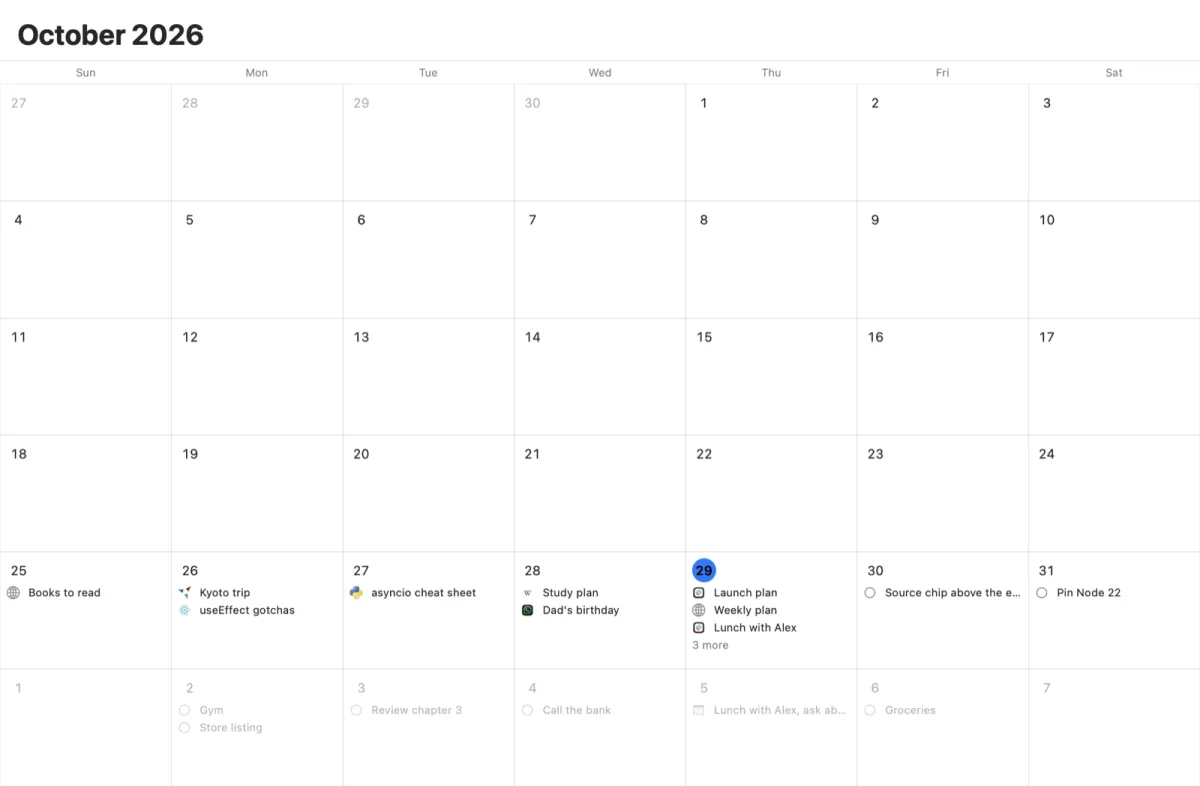 October 2026
Sun Mon Tue Wed Thu Fri Sat
27 28 29 30 1 2 3
4 5 6 7 8 9 10
11 12 13 14 15 16 17
18 19 20 21 22 23 24
25 26 27 28 29 30 31
Books to read Kyoto trip asyncio cheat sheet W Study plan Launch plan Source chip above the e... Pin Node 22
useEffect gotchas Dad's birthday Weekly plan
Lunch with Alex
3 more
1 2 3 4 5 6 7
Gym Review chapter 3 Call the bank Lunch with Alex, ask ab... Groceries
Store listing